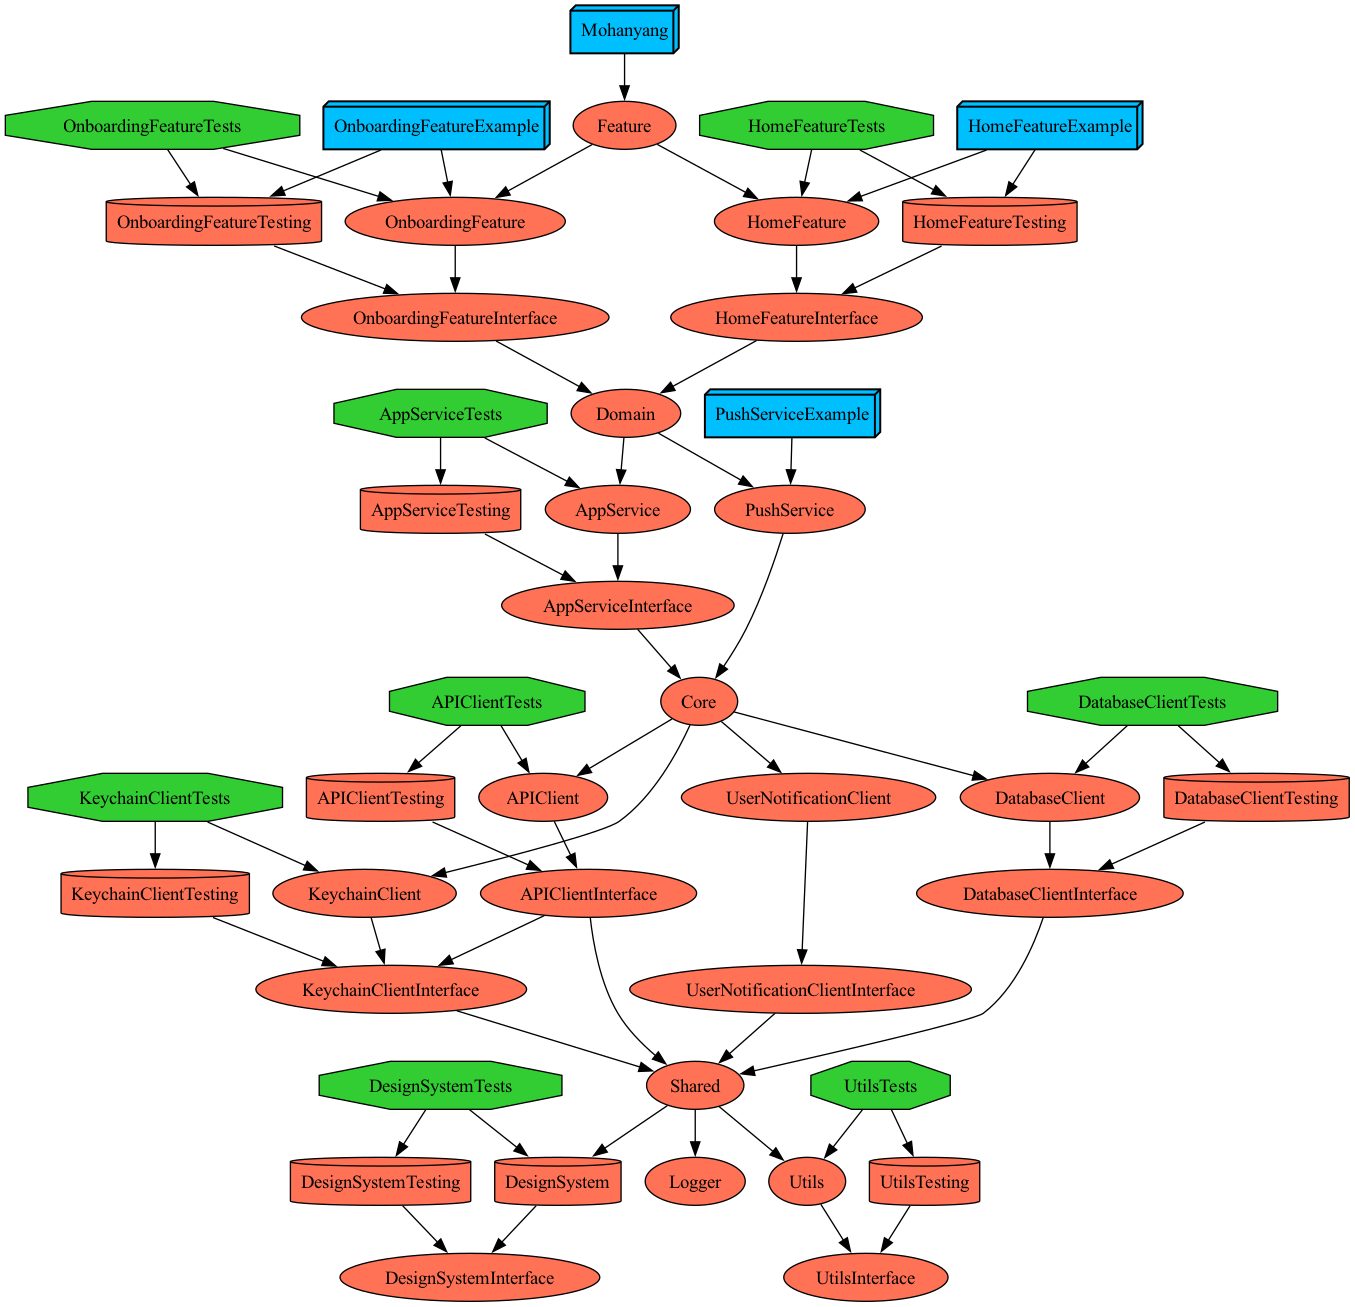 Mohanyang
OnboardingFeatureTests
OnboardingFeatureExample
Feature
HomeFeatureTests
HomeFeatureExample
OnboardingFeatureTesting
OnboardingFeature
HomeFeature
HomeFeatureTesting
OnboardingFeatureInterface
HomeFeatureInterface
AppServiceTests
Domain
PushServiceExample
AppServiceTesting
AppService
PushService
AppServiceInterface
APIClientTests
Core
DatabaseClientTests
KeychainClientTests
APIClientTesting
APIClient
UserNotificationClient
DatabaseClient
DatabaseClientTesting
KeychainClientTesting
KeychainClient
APIClientInterface
DatabaseClientInterface
KeychainClientInterface
UserNotificationClientInterface
DesignSystemTests
Shared
UtilsTests
DesignSystemTesting
DesignSystem
Logger
Utils
UtilsTesting
DesignSystemInterface
UtilsInterface